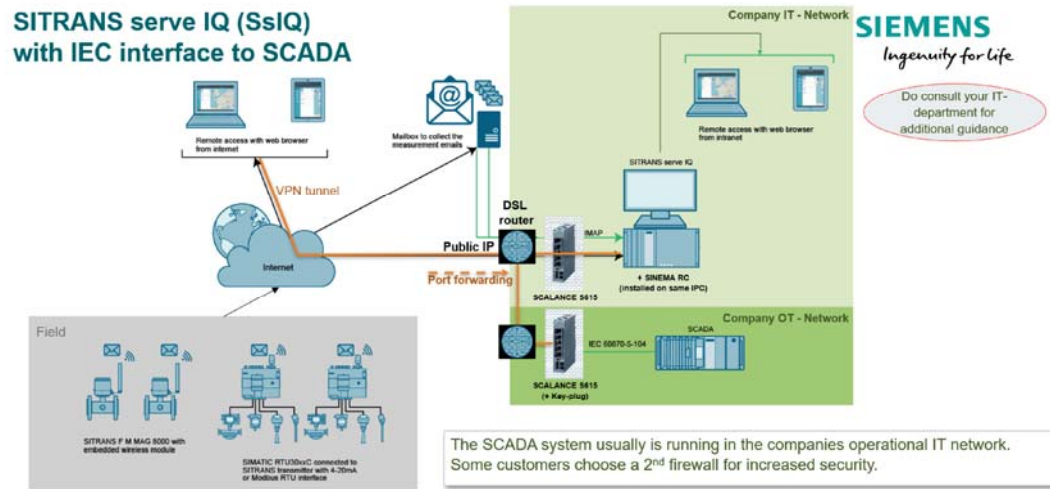 SITRANS serve IQ (SsIQ)
with IEC interface to SCADA
Company IT - Network
SIEMENS
Ingenuity for life
Do consult your IT-
department for
additional guidance
Remote access with web browser
from internet
Mailbox to collect the
measurement emails
Remote access with web browser
from intranet
SITRANS serve IQ
VPN tunnel
DSL
router
IMAP
Public IP
Internet
+ SINEMA RC
(installed on same IPC)
Port forwarding
SCALANCE S615
Company OT - Network
Field
SCADA
IEC 60870-5-104
SCALANCE S615
(+ Key-plug)
SITRANS F M MAG 8000 with
embedded wireless module
SIMATIC RTU30xxC connected to
SITRANS transmitter with 4-20mA
or Modbus RTU interface
The SCADA system usually is running in the companies operational IT network.
Some customers choose a 2nd firewall for increased security.